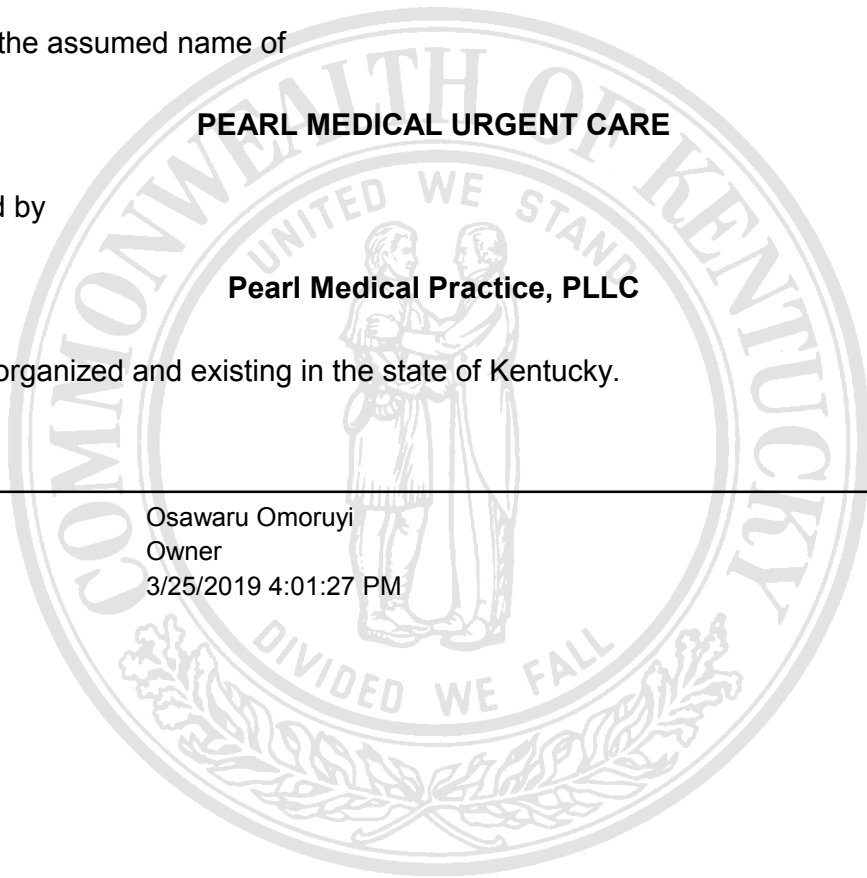 the assumed name of
PEARL MEDICAL URGENT CARE
d by
Pearl Medical Practice, PLLC
organized and existing in the state of Kentucky.
Osawaru Omoruyi
Owner
3/25/2019 4:01:27 PM
COMMONWEALTH OF KENTUCKY
UNITED WE STAND
DIVIDED WE FALL